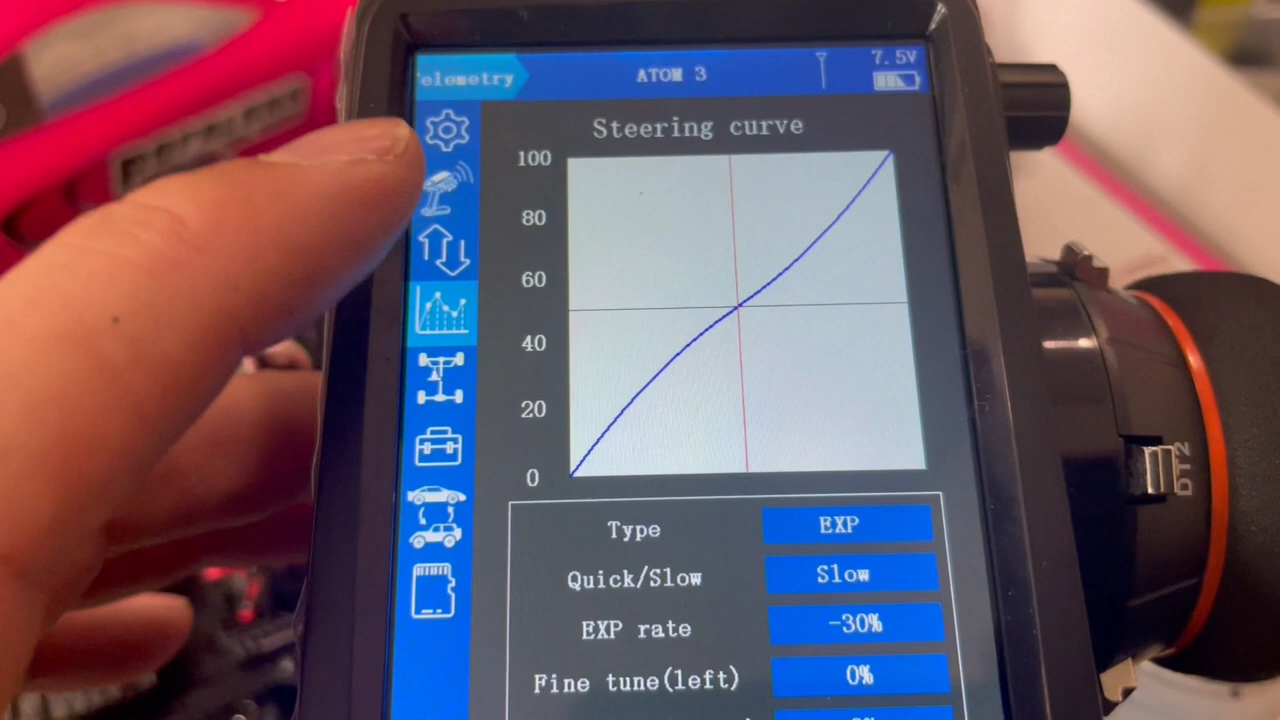 elemetry
ATOM 3
7.5V
Steering curve
100
80
60
40
20
0
Type EXP
Quick/Slow Slow
EXP rate -30%
Fine tune(left) 0%
DT2